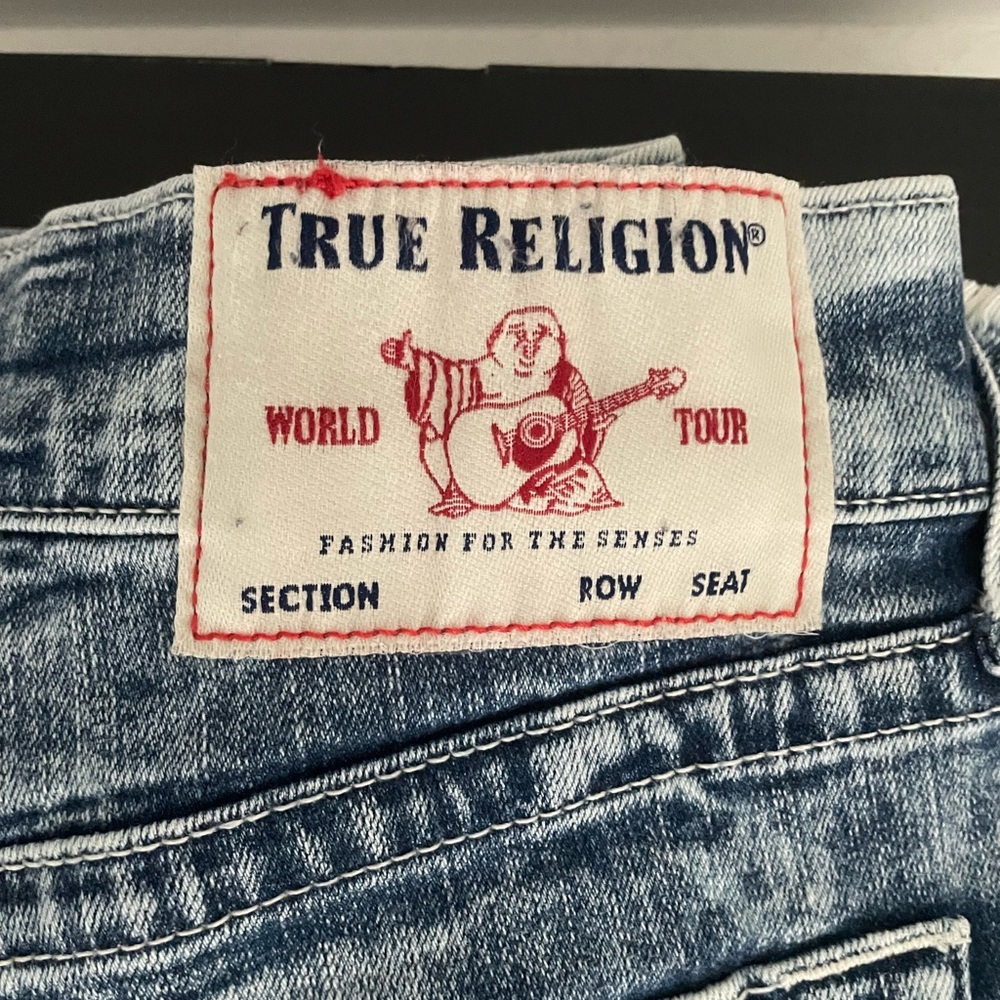 TRUE RELIGION®
WORLD TOUR
FASHION FOR THE SENSES
SECTION ROW SEAT